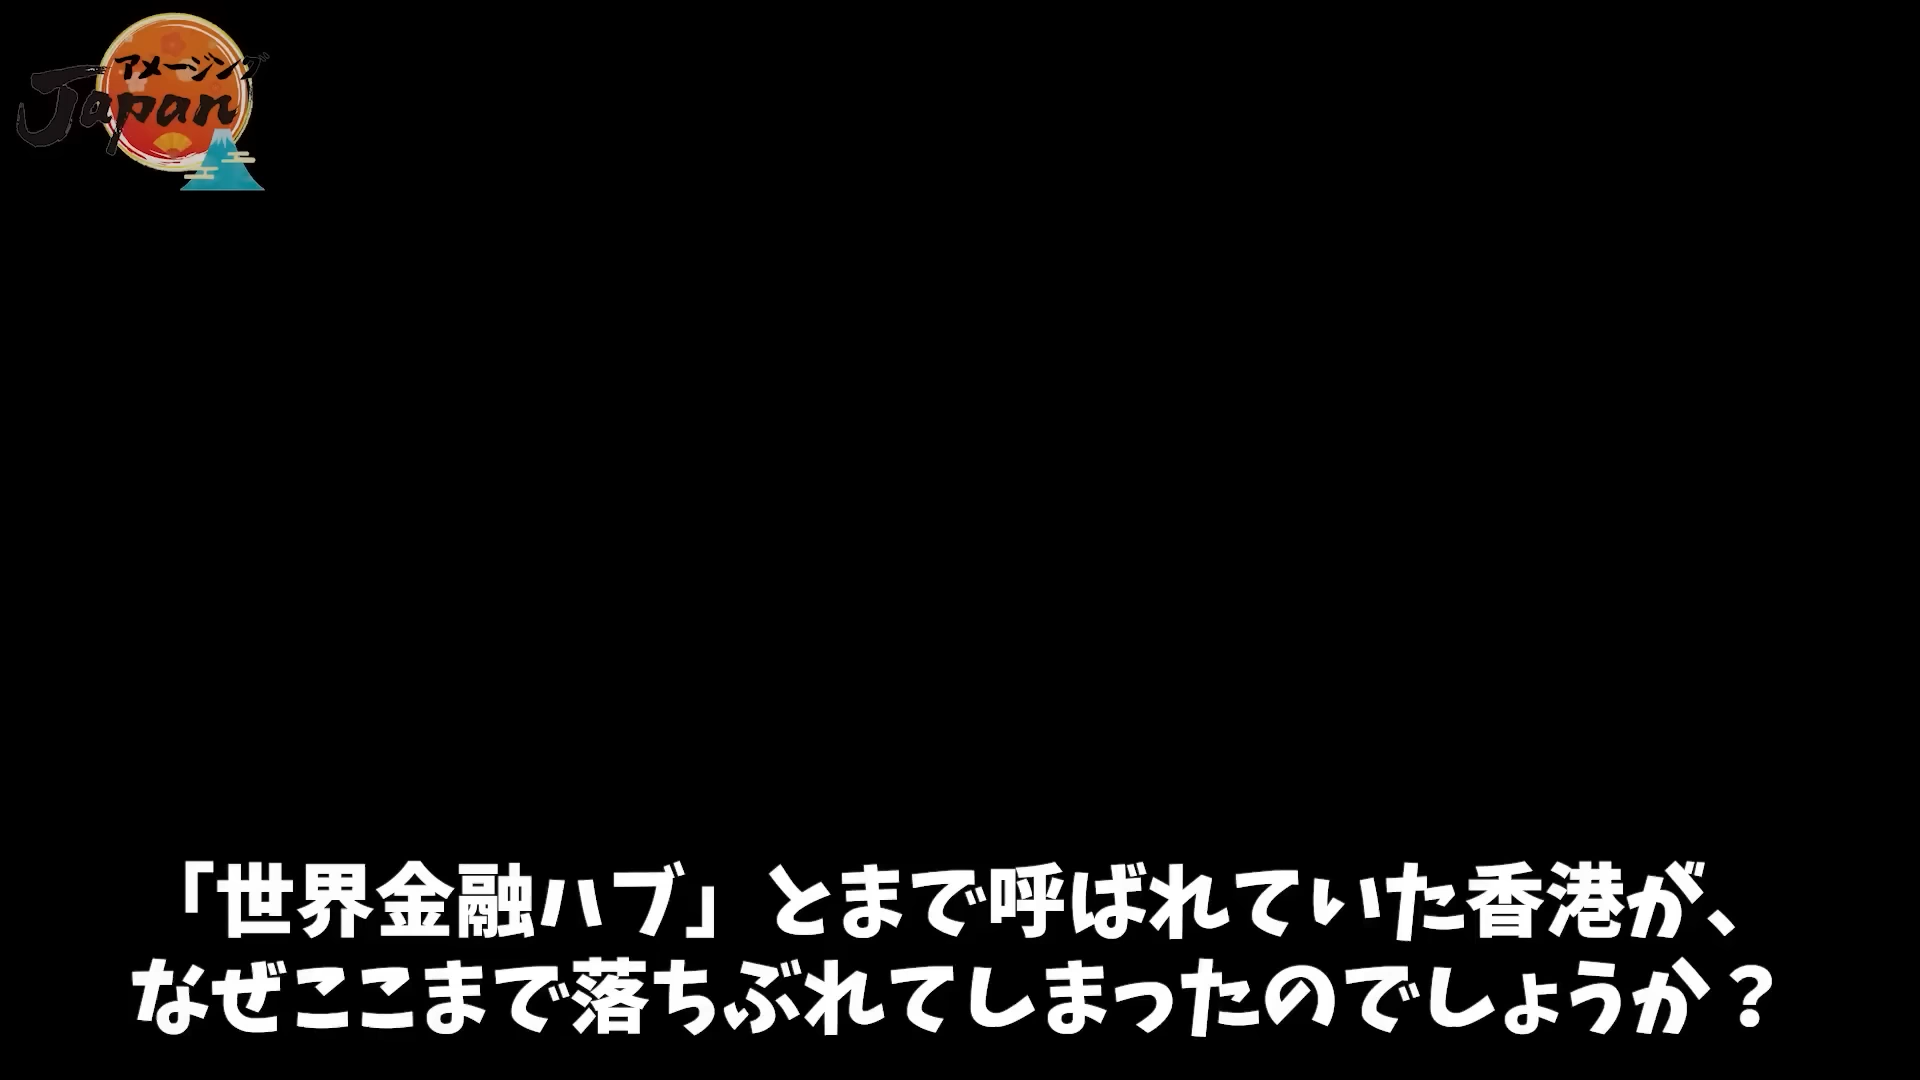 アメージング
Japan
「世界金融ハブ」とまで呼ばれていた香港が、
なぜここまで落ちぶれてしまったのでしょうか？